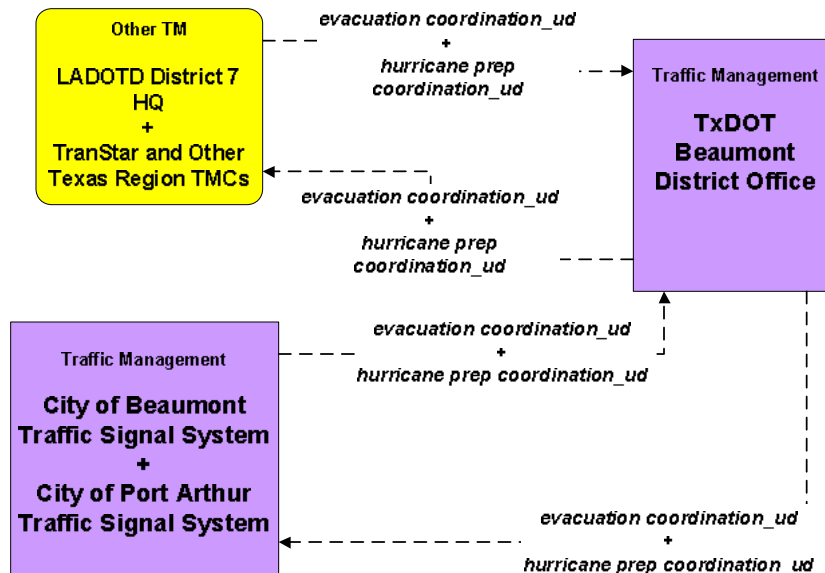 Other TM
LADOTD District 7
HQ
+
TranStar and Other
Texas Region TMCs
evacuation coordination_ud
+
hurricane prep
coordination_ud
Traffic Management
TxDOT
Beaumont
District Office
evacuation coordination_ud
+
hurricane prep
coordination_ud
Traffic Management
City of Beaumont
Traffic Signal System
+
City of Port Arthur
Traffic Signal System
evacuation coordination_ud
+
hurricane prep coordination_ud
evacuation coordination_ud
+
hurricane prep coordination_ud